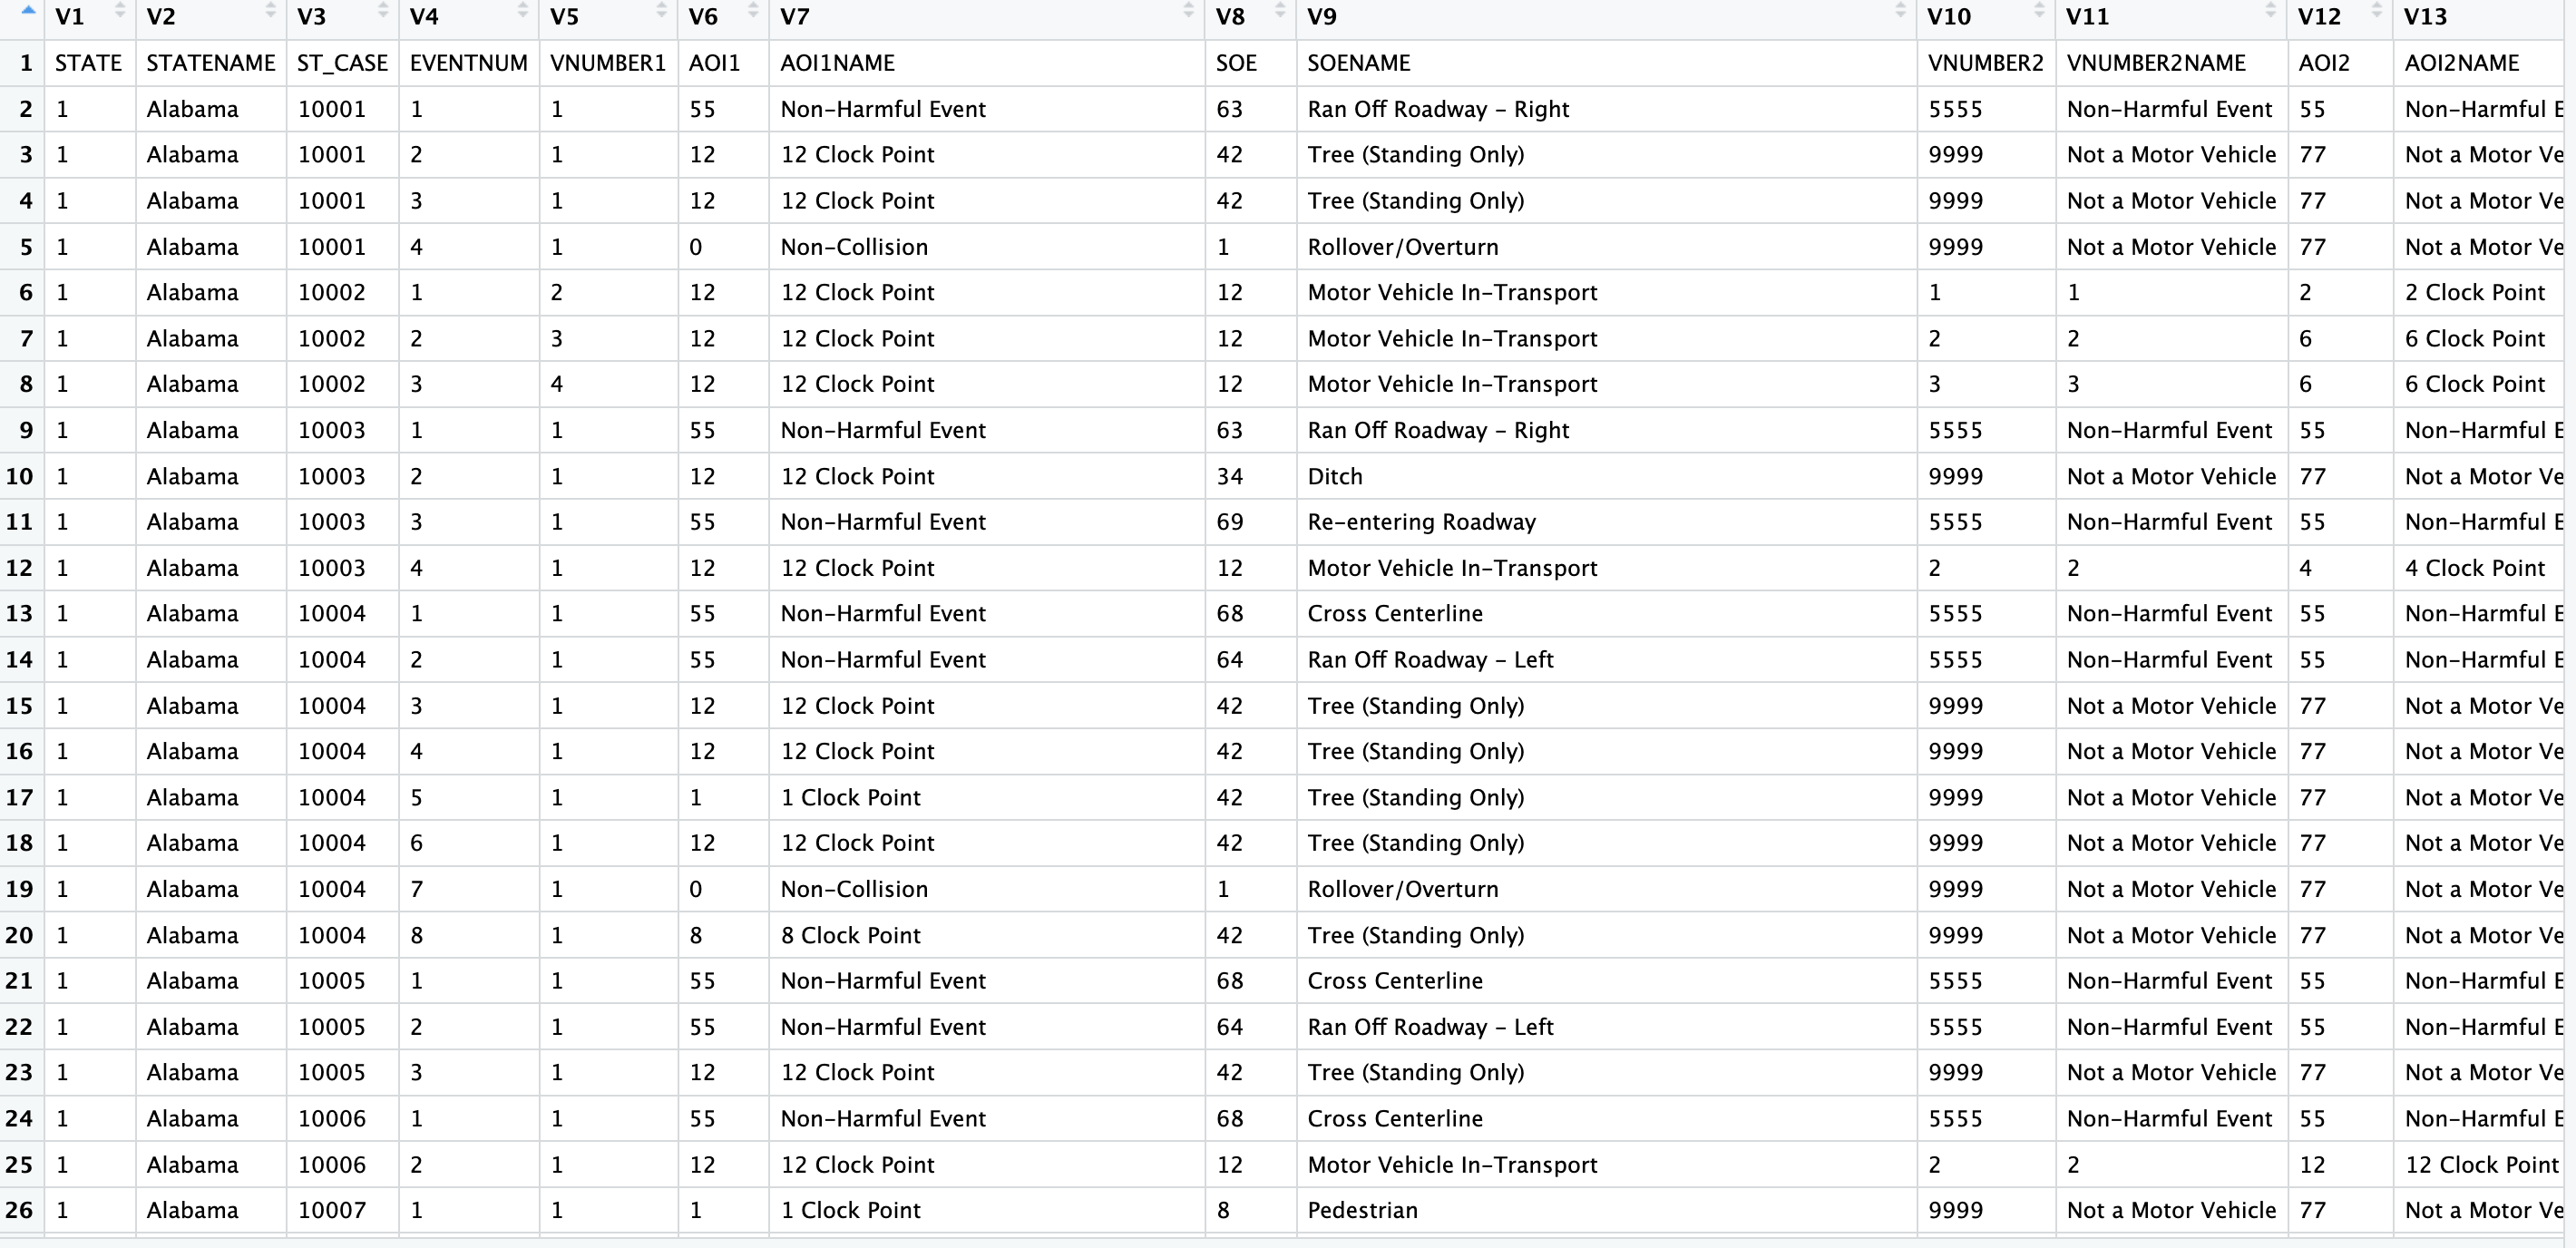 V1 V2 V3 V4 V5 V6 V7 V8 V9 V10 V11 V12 V13
1 STATE STATENAME ST_CASE EVENTNUM VNUMBER1 AOI1 AOI1NAME SOE SOENAME VNUMBER2 VNUMBER2NAME AOI2 AOI2NAME
2 1 Alabama 10001 1 1 55 Non-Harmful Event 63 Ran Off Roadway - Right 5555 Non-Harmful Event 55 Non-Harmful E
3 1 Alabama 10001 2 1 12 12 Clock Point 42 Tree (Standing Only) 9999 Not a Motor Vehicle 77 Not a Motor Ve
4 1 Alabama 10001 3 1 12 12 Clock Point 42 Tree (Standing Only) 9999 Not a Motor Vehicle 77 Not a Motor Ve
5 1 Alabama 10001 4 1 0 Non-Collision 1 Rollover/Overturn 9999 Not a Motor Vehicle 77 Not a Motor Ve
6 1 Alabama 10002 1 2 12 12 Clock Point 12 Motor Vehicle In-Transport 1 1 2 2 Clock Point
7 1 Alabama 10002 2 3 12 12 Clock Point 12 Motor Vehicle In-Transport 2 2 6 6 Clock Point
8 1 Alabama 10002 3 4 12 12 Clock Point 12 Motor Vehicle In-Transport 3 3 6 6 Clock Point
9 1 Alabama 10003 1 1 55 Non-Harmful Event 63 Ran Off Roadway - Right 5555 Non-Harmful Event 55 Non-Harmful E
10 1 Alabama 10003 2 1 12 12 Clock Point 34 Ditch 9999 Not a Motor Vehicle 77 Not a Motor Ve
11 1 Alabama 10003 3 1 55 Non-Harmful Event 69 Re-entering Roadway 5555 Non-Harmful Event 55 Non-Harmful E
12 1 Alabama 10003 4 1 12 12 Clock Point 12 Motor Vehicle In-Transport 2 2 4 4 Clock Point
13 1 Alabama 10004 1 1 55 Non-Harmful Event 68 Cross Centerline 5555 Non-Harmful Event 55 Non-Harmful E
14 1 Alabama 10004 2 1 55 Non-Harmful Event 64 Ran Off Roadway - Left 5555 Non-Harmful Event 55 Non-Harmful E
15 1 Alabama 10004 3 1 12 12 Clock Point 42 Tree (Standing Only) 9999 Not a Motor Vehicle 77 Not a Motor Ve
16 1 Alabama 10004 4 1 12 12 Clock Point 42 Tree (Standing Only) 9999 Not a Motor Vehicle 77 Not a Motor Ve
17 1 Alabama 10004 5 1 1 1 Clock Point 42 Tree (Standing Only) 9999 Not a Motor Vehicle 77 Not a Motor Ve
18 1 Alabama 10004 6 1 12 12 Clock Point 42 Tree (Standing Only) 9999 Not a Motor Vehicle 77 Not a Motor Ve
19 1 Alabama 10004 7 1 0 Non-Collision 1 Rollover/Overturn 9999 Not a Motor Vehicle 77 Not a Motor Ve
20 1 Alabama 10004 8 1 8 8 Clock Point 42 Tree (Standing Only) 9999 Not a Motor Vehicle 77 Not a Motor Ve
21 1 Alabama 10005 1 1 55 Non-Harmful Event 68 Cross Centerline 5555 Non-Harmful Event 55 Non-Harmful E
22 1 Alabama 10005 2 1 55 Non-Harmful Event 64 Ran Off Roadway - Left 5555 Non-Harmful Event 55 Non-Harmful E
23 1 Alabama 10005 3 1 12 12 Clock Point 42 Tree (Standing Only) 9999 Not a Motor Vehicle 77 Not a Motor Ve
24 1 Alabama 10006 1 1 55 Non-Harmful Event 68 Cross Centerline 5555 Non-Harmful Event 55 Non-Harmful E
25 1 Alabama 10006 2 1 12 12 Clock Point 12 Motor Vehicle In-Transport 2 2 12 12 Clock Point
26 1 Alabama 10007 1 1 1 1 Clock Point 8 Pedestrian 9999 Not a Motor Vehicle 77 Not a Motor Ve